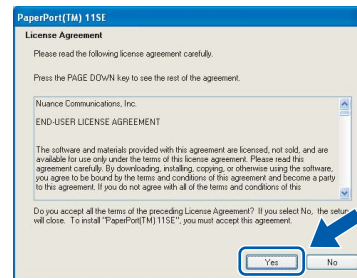 PaperPort(TM) 11SE
License Agreement
Please read the following license agreement carefully.
Press the PAGE DOWN key to see the rest of the agreement.
Nuance Communications, Inc.
END-USER LICENSE AGREEMENT
The software and materials provided with this agreement are licensed, not sold, and are
available for use only under the terms of this license agreement. Please read this
agreement carefully. By downloading, installing, copying, or otherwise using the software,
you agree to be bound by the terms and conditions of this agreement and become a party
to this agreement. If you do not agree with all of the terms and conditions of this
Do you accept all the terms of the preceding License Agreement? If you select No, the setup
will close. To install "PaperPort(TM) 11SE", you must accept this agreement.
Yes
No